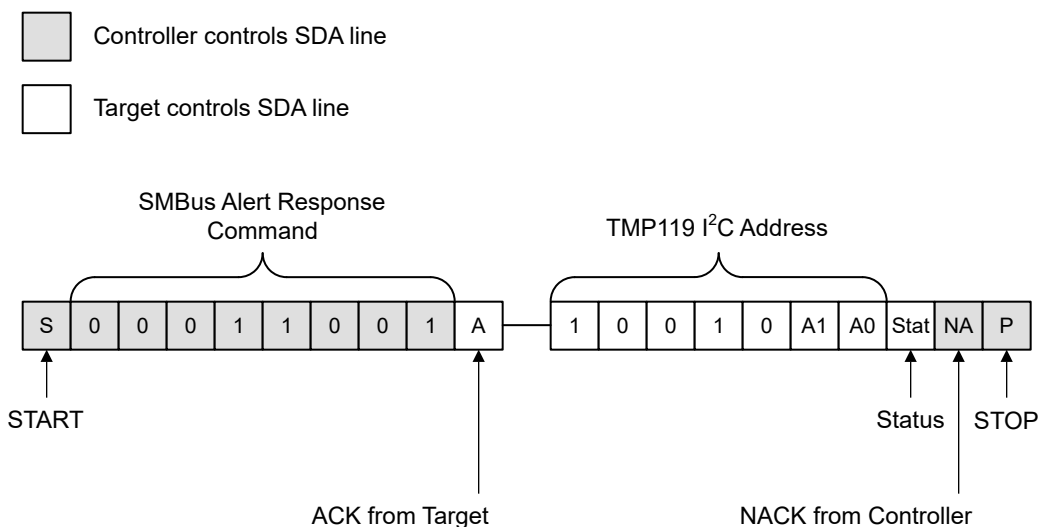 Controller controls SDA line
Target controls SDA line
SMBus Alert Response
Command
TMP119 I²C Address
S 0 0 0 1 1 0 0 1 A 1 0 0 1 0 A1 A0 Stat NA P
START
Status
STOP
ACK from Target
NACK from Controller